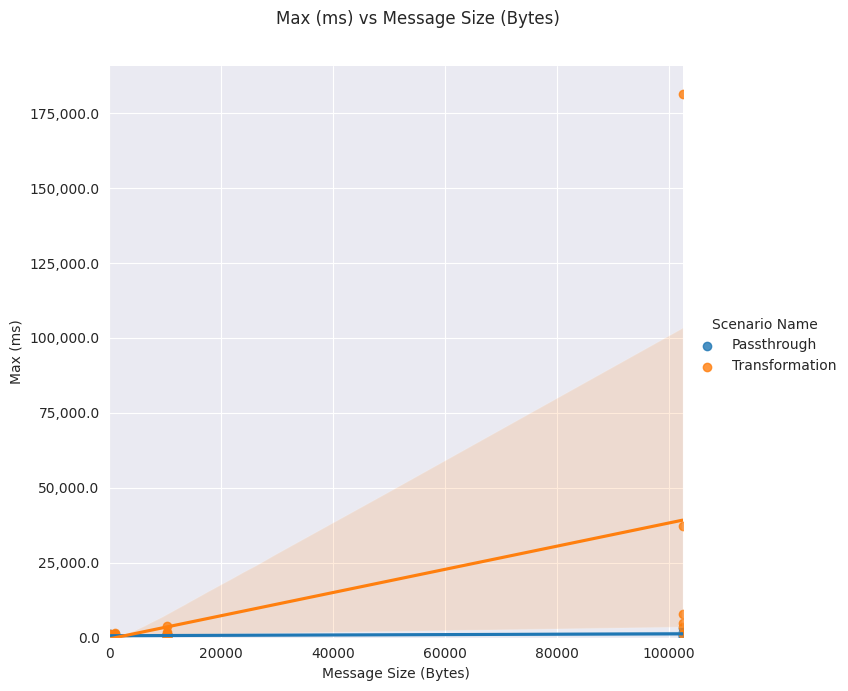 Max (ms) vs Message Size (Bytes)
175,000.0
150,000.0
125,000.0
100,000.0
75,000.0
50,000.0
25,000.0
0.0
Max (ms)
0
20000
40000
60000
80000
100000
Message Size (Bytes)
Scenario Name
Passthrough
Transformation